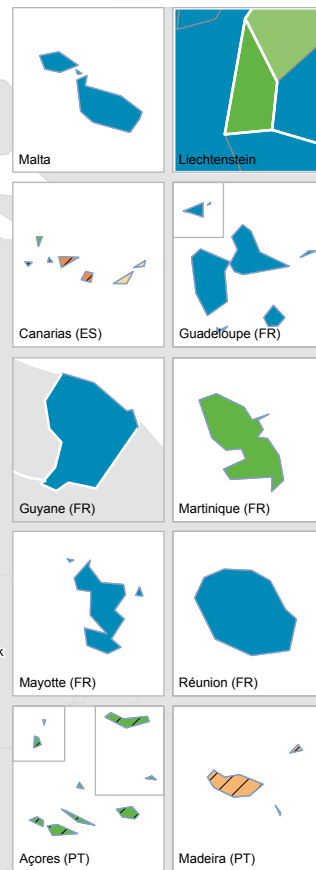 Malta
Liechtenstein
Canarias (ES)
Guadeloupe (FR)
Guyane (FR)
Martinique (FR)
k
Mayotte (FR)
Réunion (FR)
Açores (PT)
Madeira (PT)